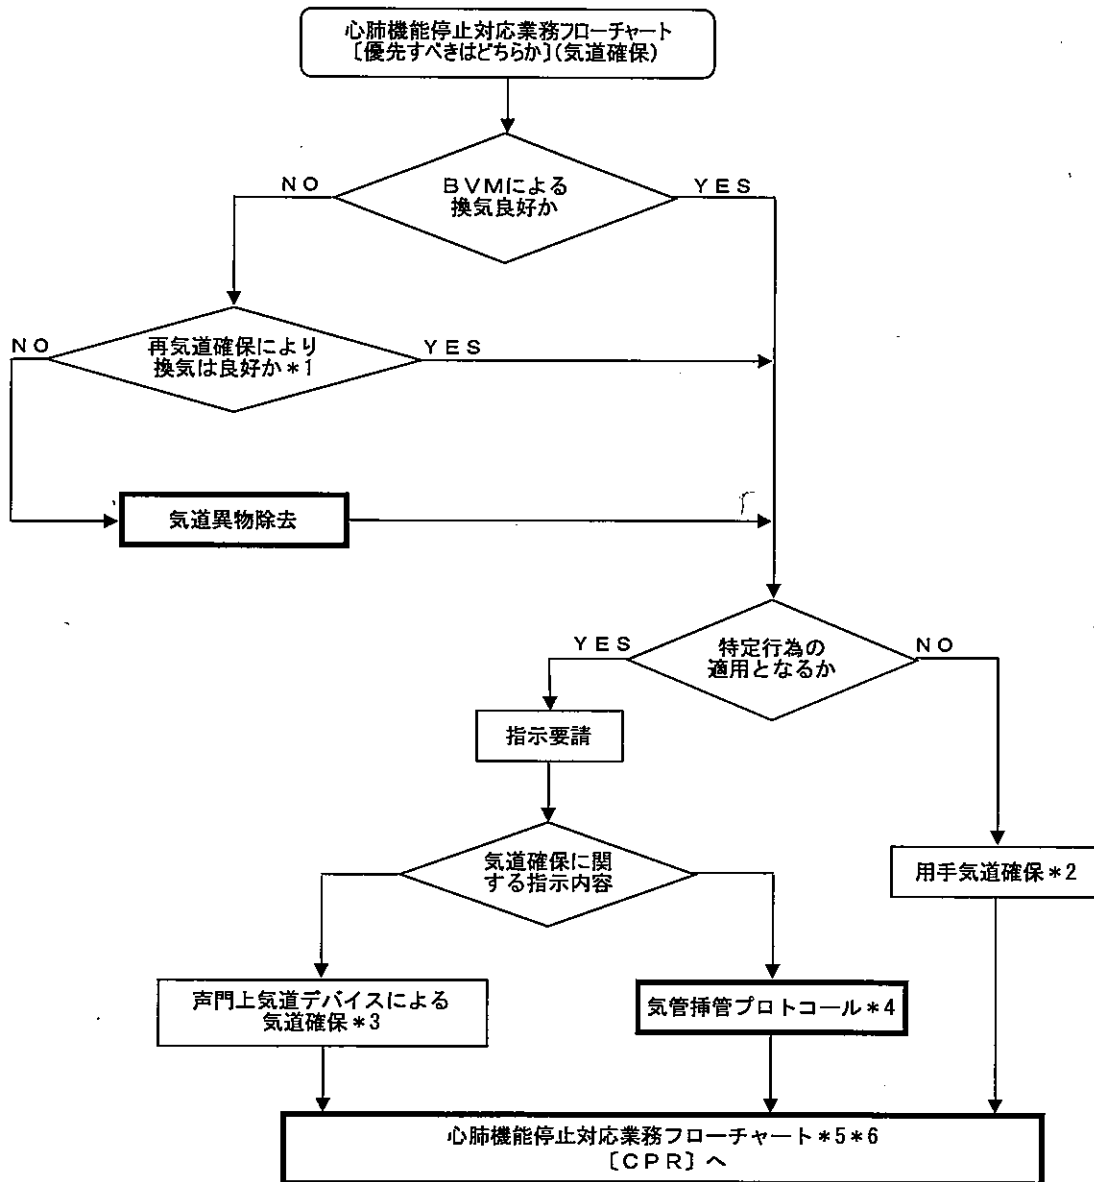 心肺機能停止対応業務フローチャート
[優先すべきはどちらか](気道確保)
NO
BVMによる
換気良好か
YES
NO
再気道確保により
換気は良好か*1
YES
気道異物除去
YES
特定行為の
適用となるか
NO
指示要請
気道確保に関
する指示内容
用手気道確保*2
声門上気道デバイスによる
気道確保*3
気管挿管プロトコール*4
心肺機能停止対応業務フローチャート*5*6
[CPR]へ